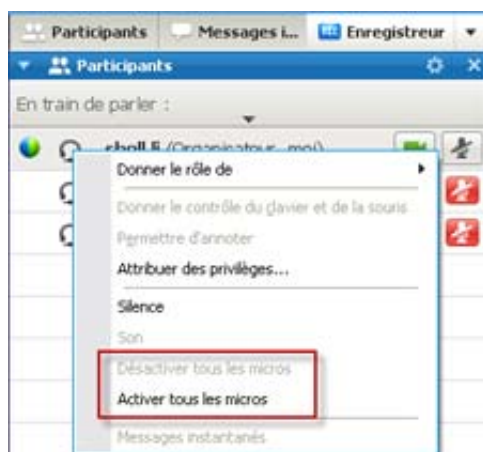 Participants Messages i... Enregistreur
Participants
En train de parler :
sholl.fi (Organisateur, moi)
Donner le rôle de
Donner le contrôle du clavier et de la souris
Permettre d'annoter
Attribuer des privilèges...
Silence
Son
Désactiver tous les micros
Activer tous les micros
Messages instantanés